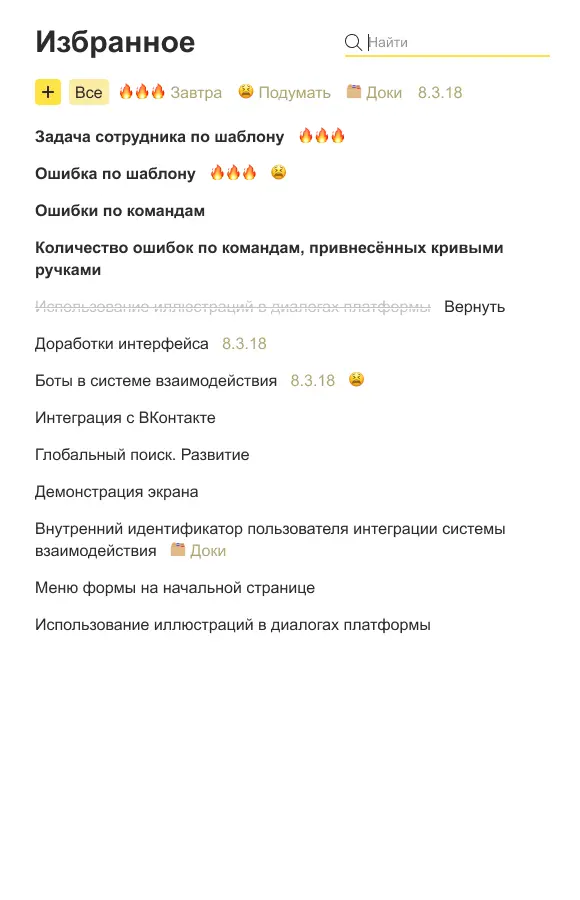 Избранное
Найти
+ Все 🔥🔥🔥 Завтра 😫 Подумать 🗂 Доки 8.3.18
Задача сотрудника по шаблону 🔥🔥🔥
Ошибка по шаблону 🔥🔥🔥 😫
Ошибки по командам
Количество ошибок по командам, привнесённых кривыми
ручками
Использование иллюстраций в диалогах платформы Вернуть
Доработки интерфейса 8.3.18
Боты в системе взаимодействия 8.3.18 😫
Интеграция с ВКонтакте
Глобальный поиск. Развитие
Демонстрация экрана
Внутренний идентификатор пользователя интеграции системы
взаимодействия 🗂 Доки
Меню формы на начальной странице
Использование иллюстраций в диалогах платформы